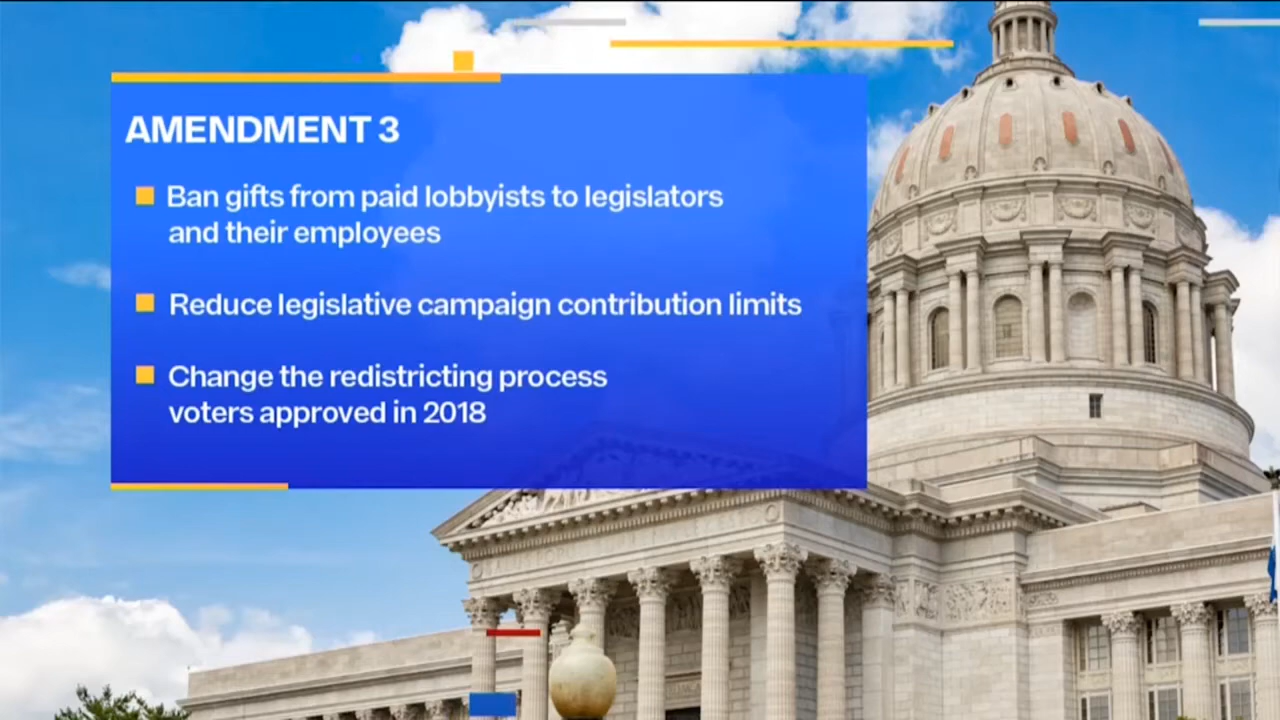 AMENDMENT 3
Ban gifts from paid lobbyists to legislators
and their employees
Reduce legislative campaign contribution limits
Change the redistricting process
voters approved in 2018